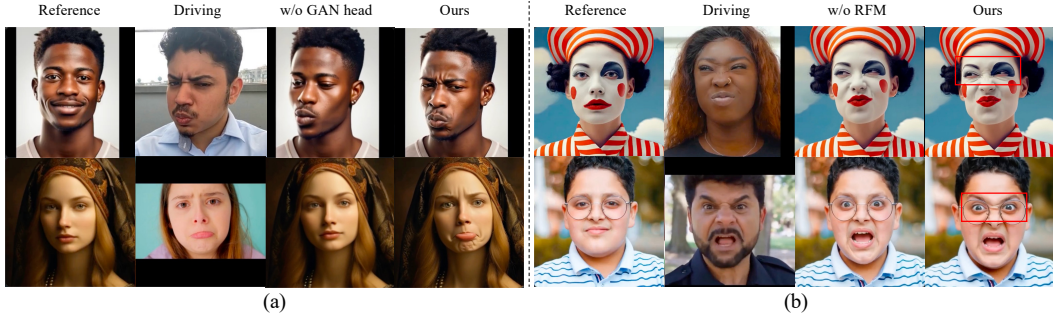 Reference Driving w/o GAN head Ours
Reference Driving w/o RFM Ours
(a)
(b)